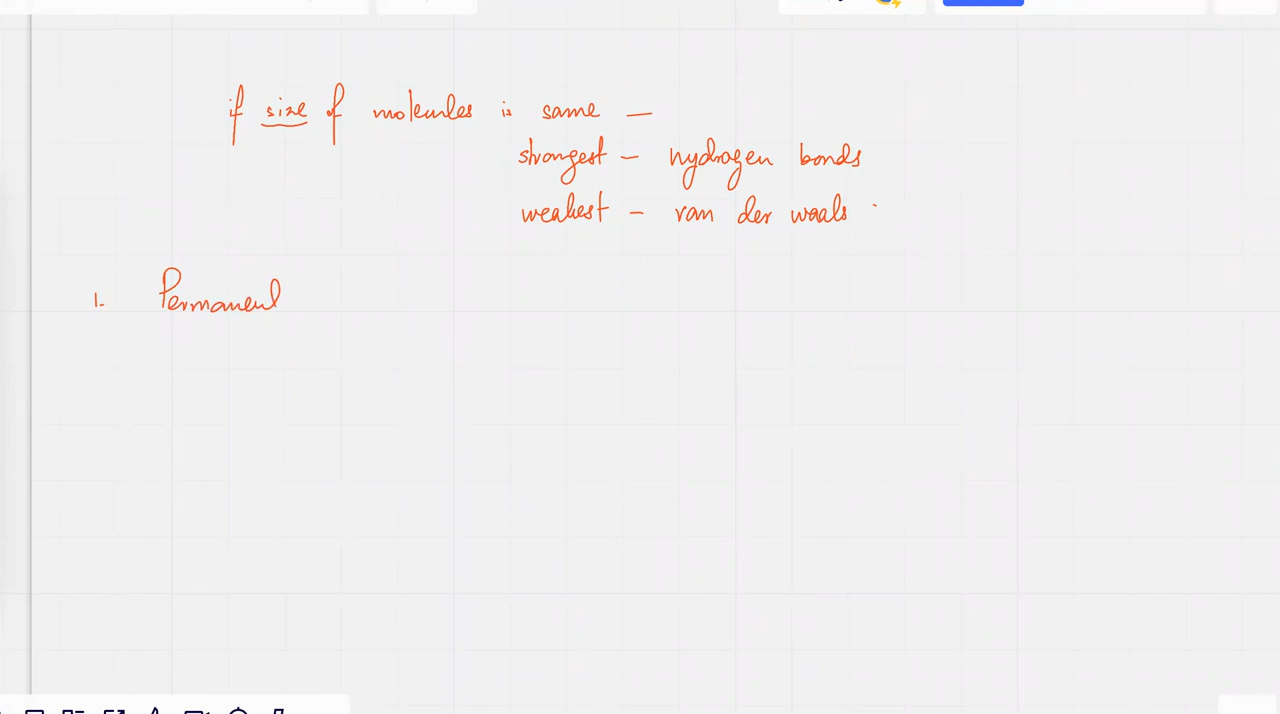 if size of molecules is same —
strongest – hydrogen bonds
weakest – van der waals.
1. Permanent